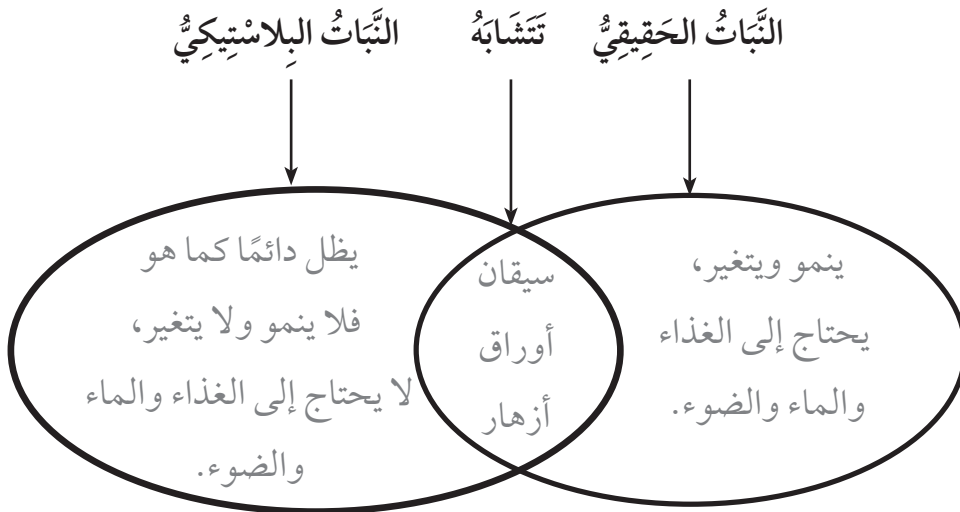 النَّبَاتُ الحَقِيقِيُّ
تَتَشَابَهُ
النَّبَاتُ البِلاسْتِيكِيُّ
ينمو ويتغير،
يحتاج إلى الغذاء
والماء والضوء.
سيقان
أوراق
أزهار
يظل دائمًا كما هو
فلا ينمو ولا يتغير،
لا يحتاج إلى الغذاء والماء
والضوء.